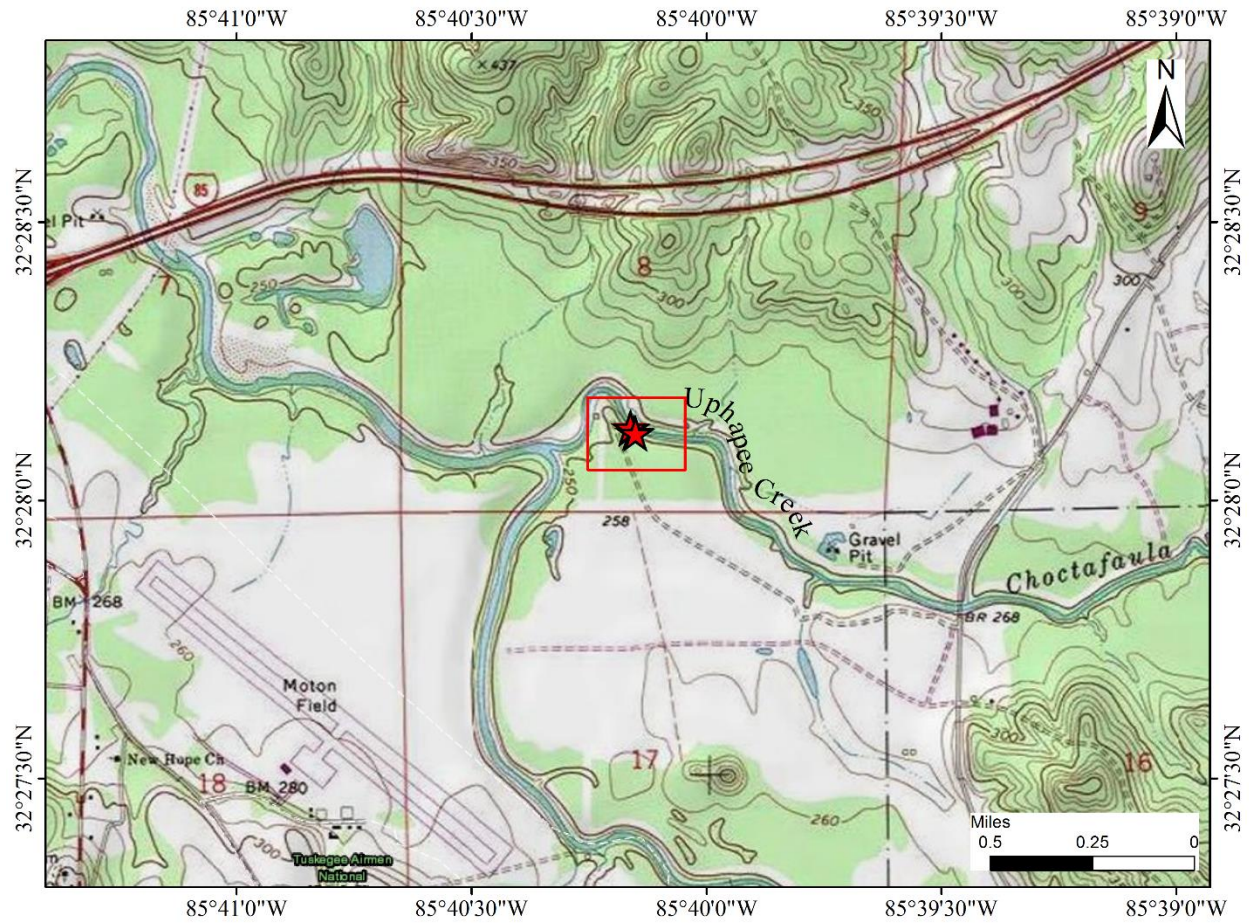 85°41'0"W 85°40'30"W 85°40'0"W 85°39'30"W 85°39'0"W
N
437
350
350
85
32°28'30"N
32°28'30"N
el Pit
9
7
250
8
300
300
300
Uphapee Creek
250
32°28'0"N
32°28'0"N
258
Gravel
Pit
Choctafaula
BM 268
BR 268
260
Moton
Field
New Hope Ch
18
BM 280
17
300
16
32°27'30"N
32°27'30"N
260
300
Tuskegee Airmen
National
Miles
0.5 0.25 0
85°41'0"W 85°40'30"W 85°40'0"W 85°39'30"W 85°39'0"W